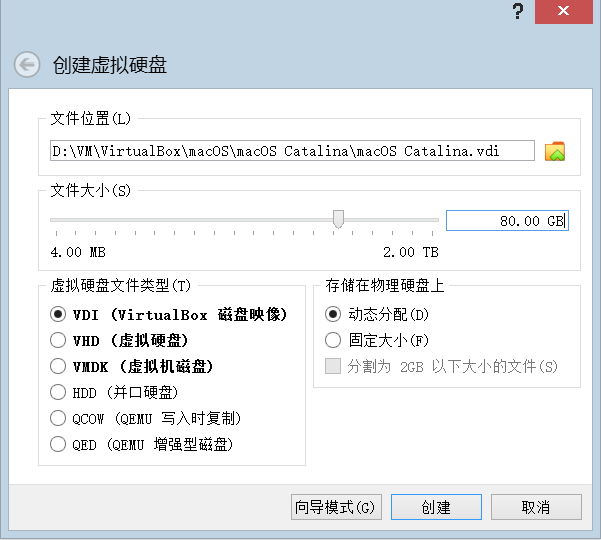 ?
创建虚拟硬盘
文件位置(L)
D:\VM\VirtualBox\macOS\macOS Catalina\macOS Catalina.vdi
文件大小(S)
80.00 GB
4.00 MB 2.00 TB
虚拟硬盘文件类型(T)
VDI (VirtualBox 磁盘映像)
VHD (虚拟硬盘)
VMDK (虚拟机磁盘)
HDD (并口硬盘)
QCOW (QEMU 写入时复制)
QED (QEMU 增强型磁盘)
存储在物理硬盘上
动态分配(D)
固定大小(F)
分割为 2GB 以下大小的文件(S)
向导模式(G) 创建 取消